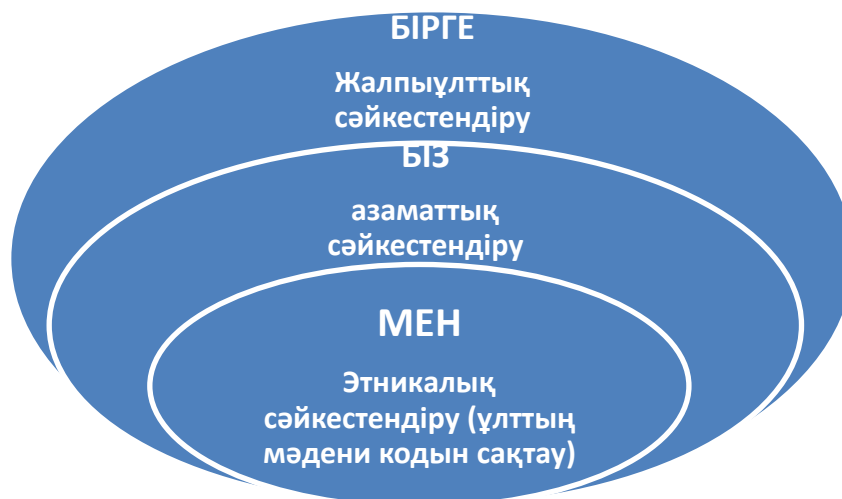 БІРГЕ
Жалпыұлттық
сәйкестендіру
БІЗ
азаматтық
сәйкестендіру
МЕН
Этникалық
сәйкестендіру (ұлттың
мәдени кодын сақтау)